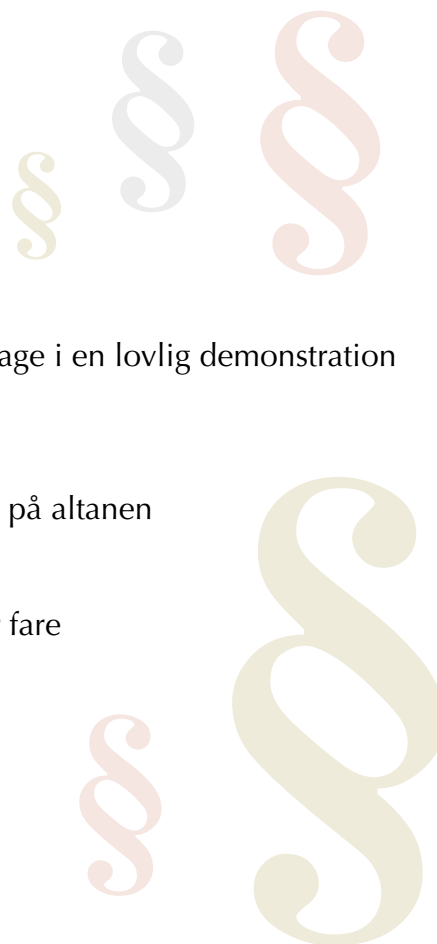 §
§
§
age i en lovlig demonstration
på altanen
fare
§
§